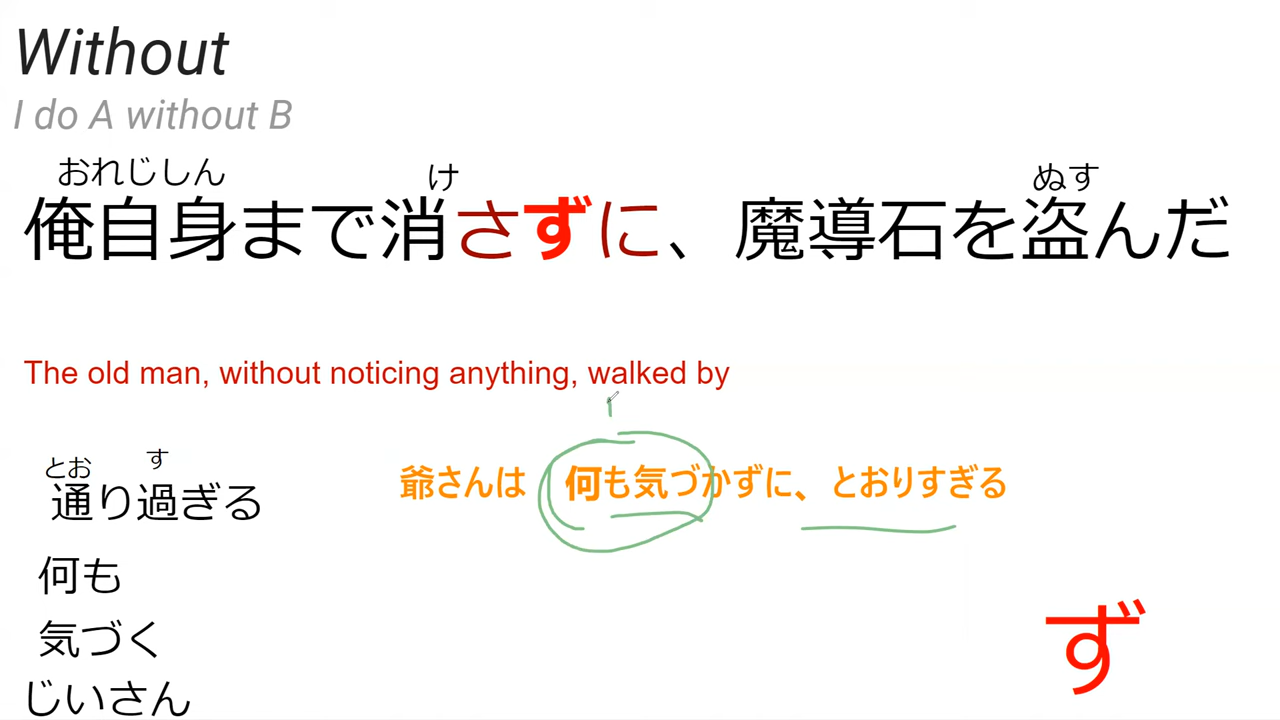 Without
I do A without B
おれじしん け ぬす
俺自身まで消さずに、魔導石を盗んだ
The old man, without noticing anything, walked by
とお す
通り過ぎる
爺さんは 何も気づかずに、とおりすぎる
何も
気づく
じいさん
ず